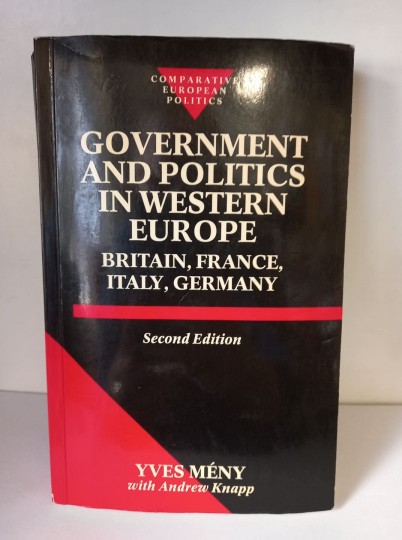 COMPARATIVE
EUROPEAN
POLITICS
GOVERNMENT
AND POLITICS
IN WESTERN
EUROPE
BRITAIN, FRANCE,
ITALY, GERMANY
Second Edition
YVES MÉNY
with Andrew Knapp